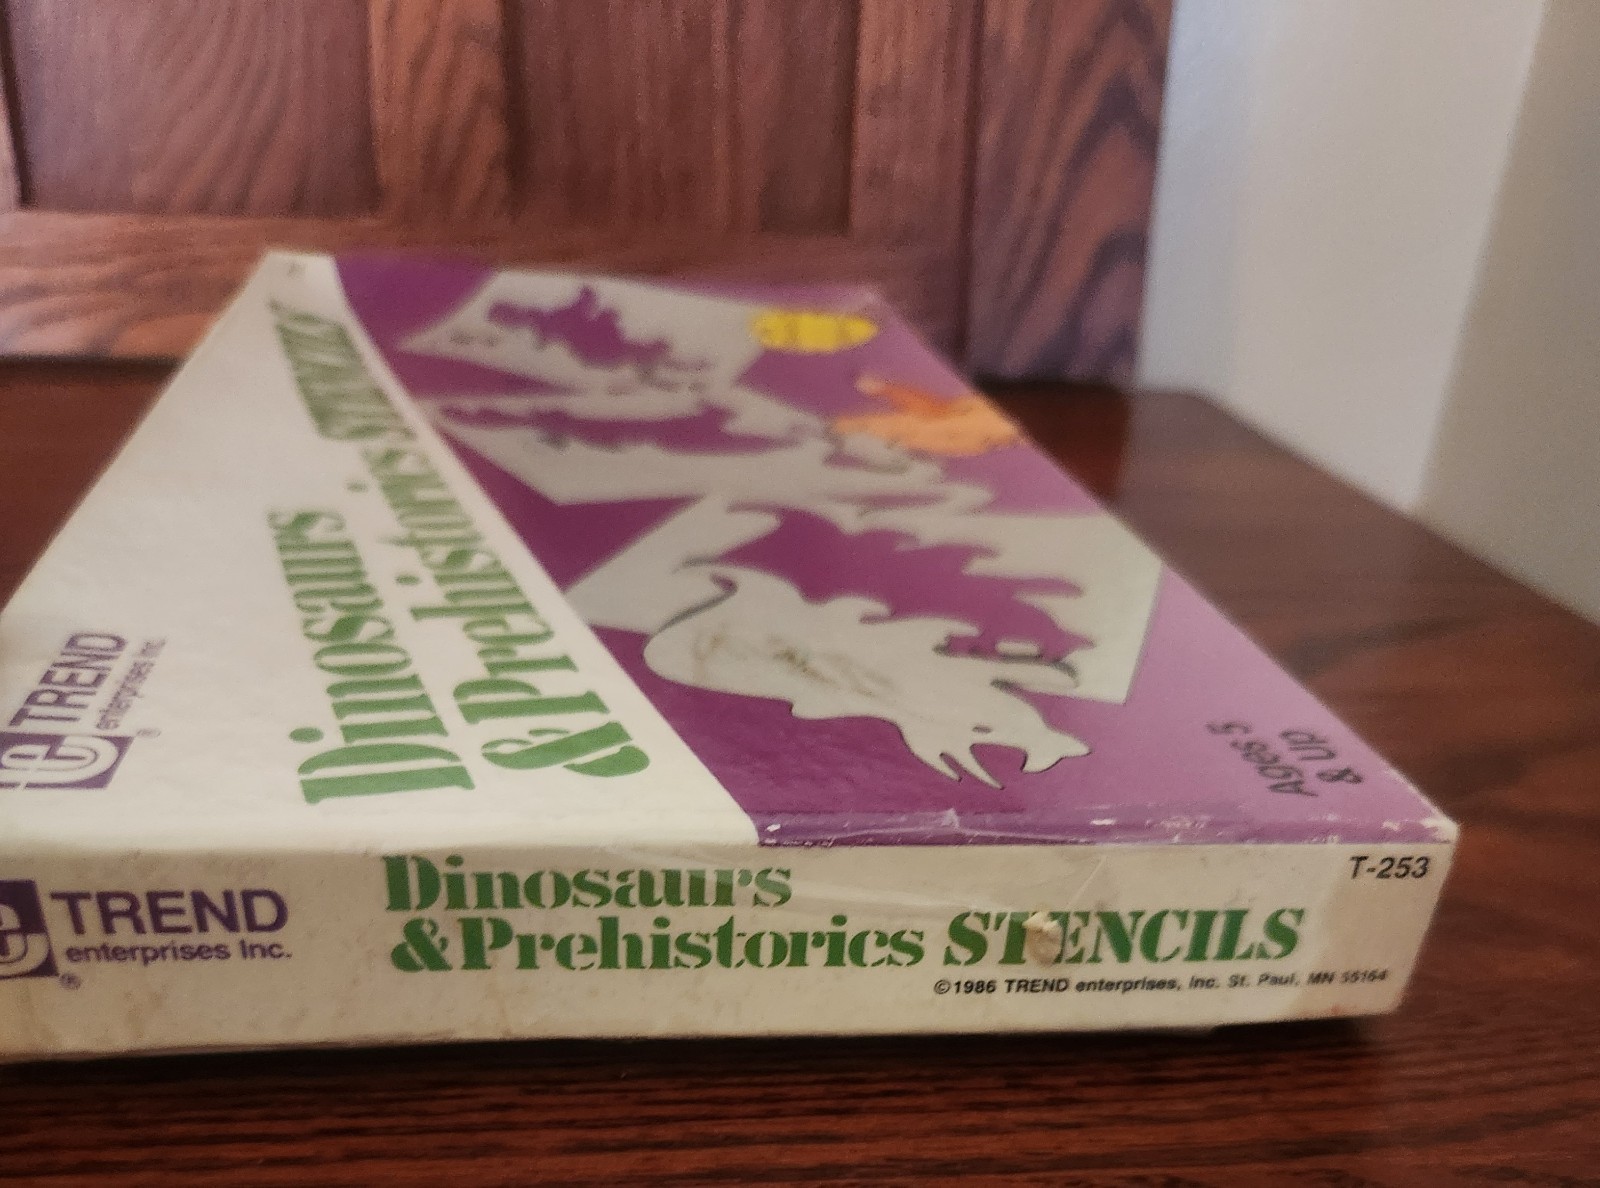 Dinosaurs
& Prehistorics STENCILS
e TREND
enterprises Inc.
®
Ages 5
& Up
e TREND
enterprises Inc.
®
Dinosaurs
& Prehistorics STENCILS
T-253
©1986 TREND enterprises, Inc. St. Paul, MN 55164